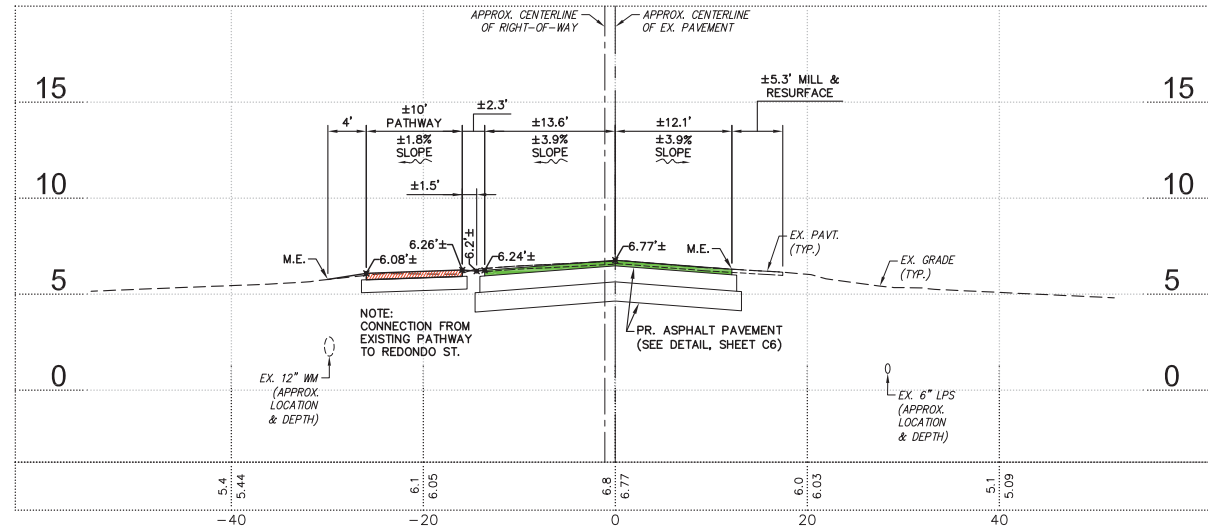 APPROX. CENTERLINE
OF RIGHT-OF-WAY
APPROX. CENTERLINE
OF EX. PAVEMENT
15
15
±5.3' MILL &
RESURFACE
4'
±10'
PATHWAY
±1.8%
SLOPE
±2.3'
±13.6'
±3.9%
SLOPE
±12.1'
±3.9%
SLOPE
±1.5'
10
10
M.E.
6.08'±
6.26'±
6.2'±
6.24'±
6.77'±
M.E.
EX. PAVT.
(TYP.)
EX. GRADE
(TYP.)
5
5
NOTE:
CONNECTION FROM
EXISTING PATHWAY
TO REDONDO ST.
PR. ASPHALT PAVEMENT
(SEE DETAIL, SHEET C6)
0
0
EX. 12" WM
(APPROX.
LOCATION
& DEPTH)
EX. 6" LPS
(APPROX.
LOCATION
& DEPTH)
5.4
5.44
6.1
6.05
6.8
6.77
6.0
6.03
5.1
5.09
-40
-20
0
20
40